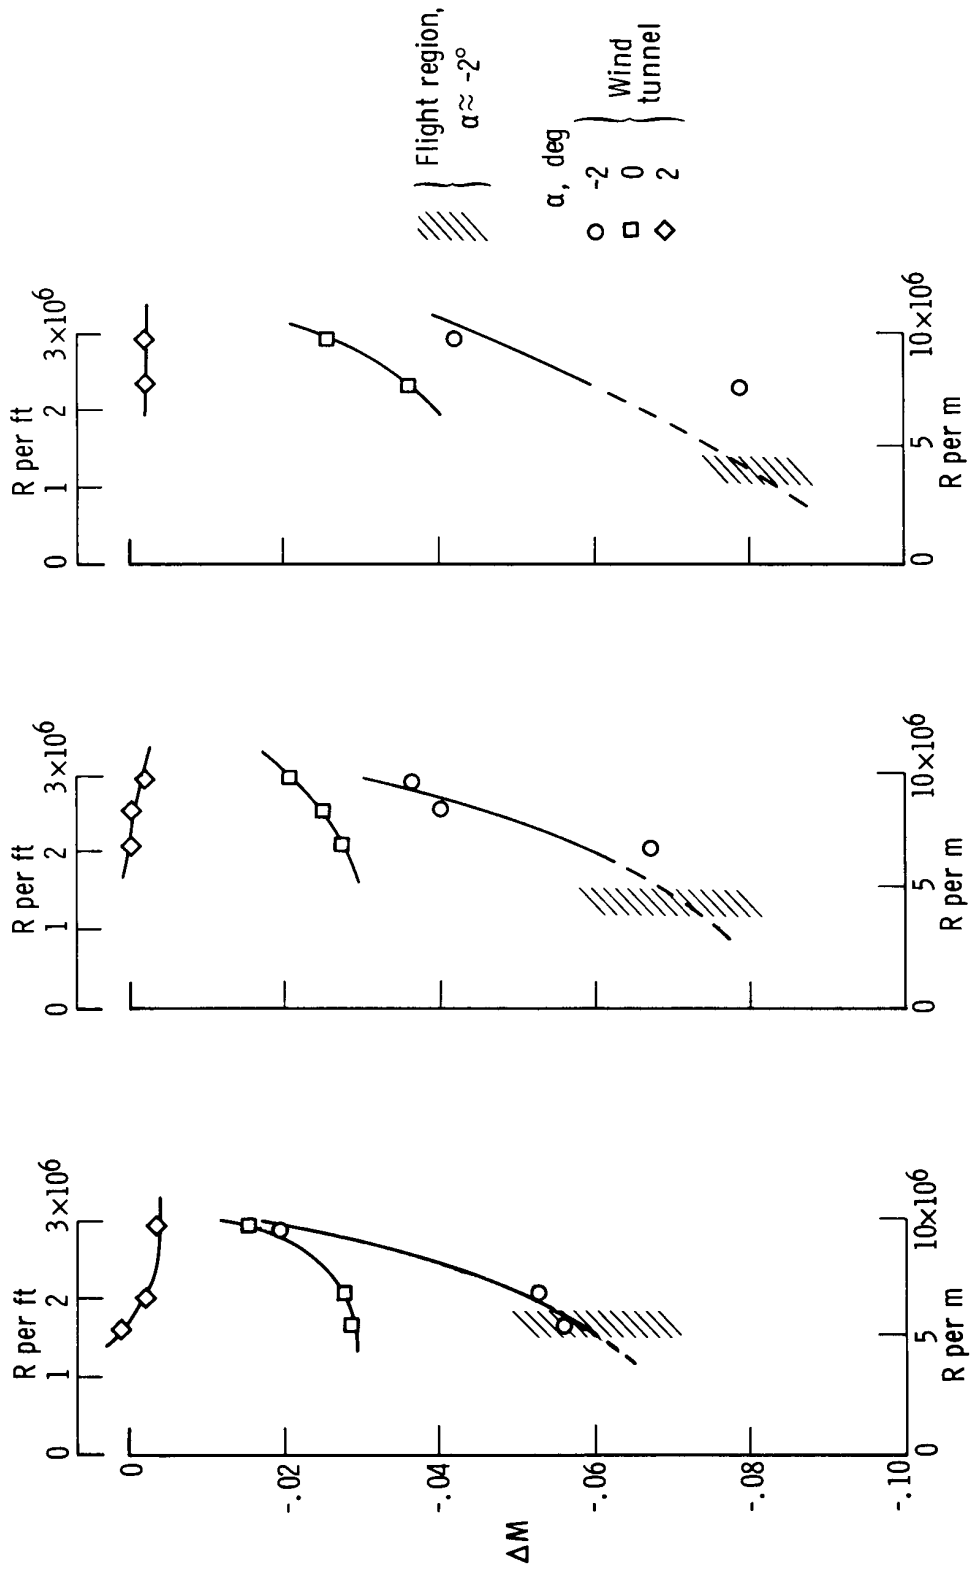 R per ft
0 1 2 3×10⁶
R per ft
0 1 2 3×10⁶
R per ft
0 1 2 3×10⁶
0
-.02
-.04
-.06
-.08
-.10
ΔM
0 5 10×10⁶
R per m
0 5 10×10⁶
R per m
0 5 10×10⁶
R per m
Flight region,
α ≈ -2°
α, deg
-2
0
2
Wind
tunnel